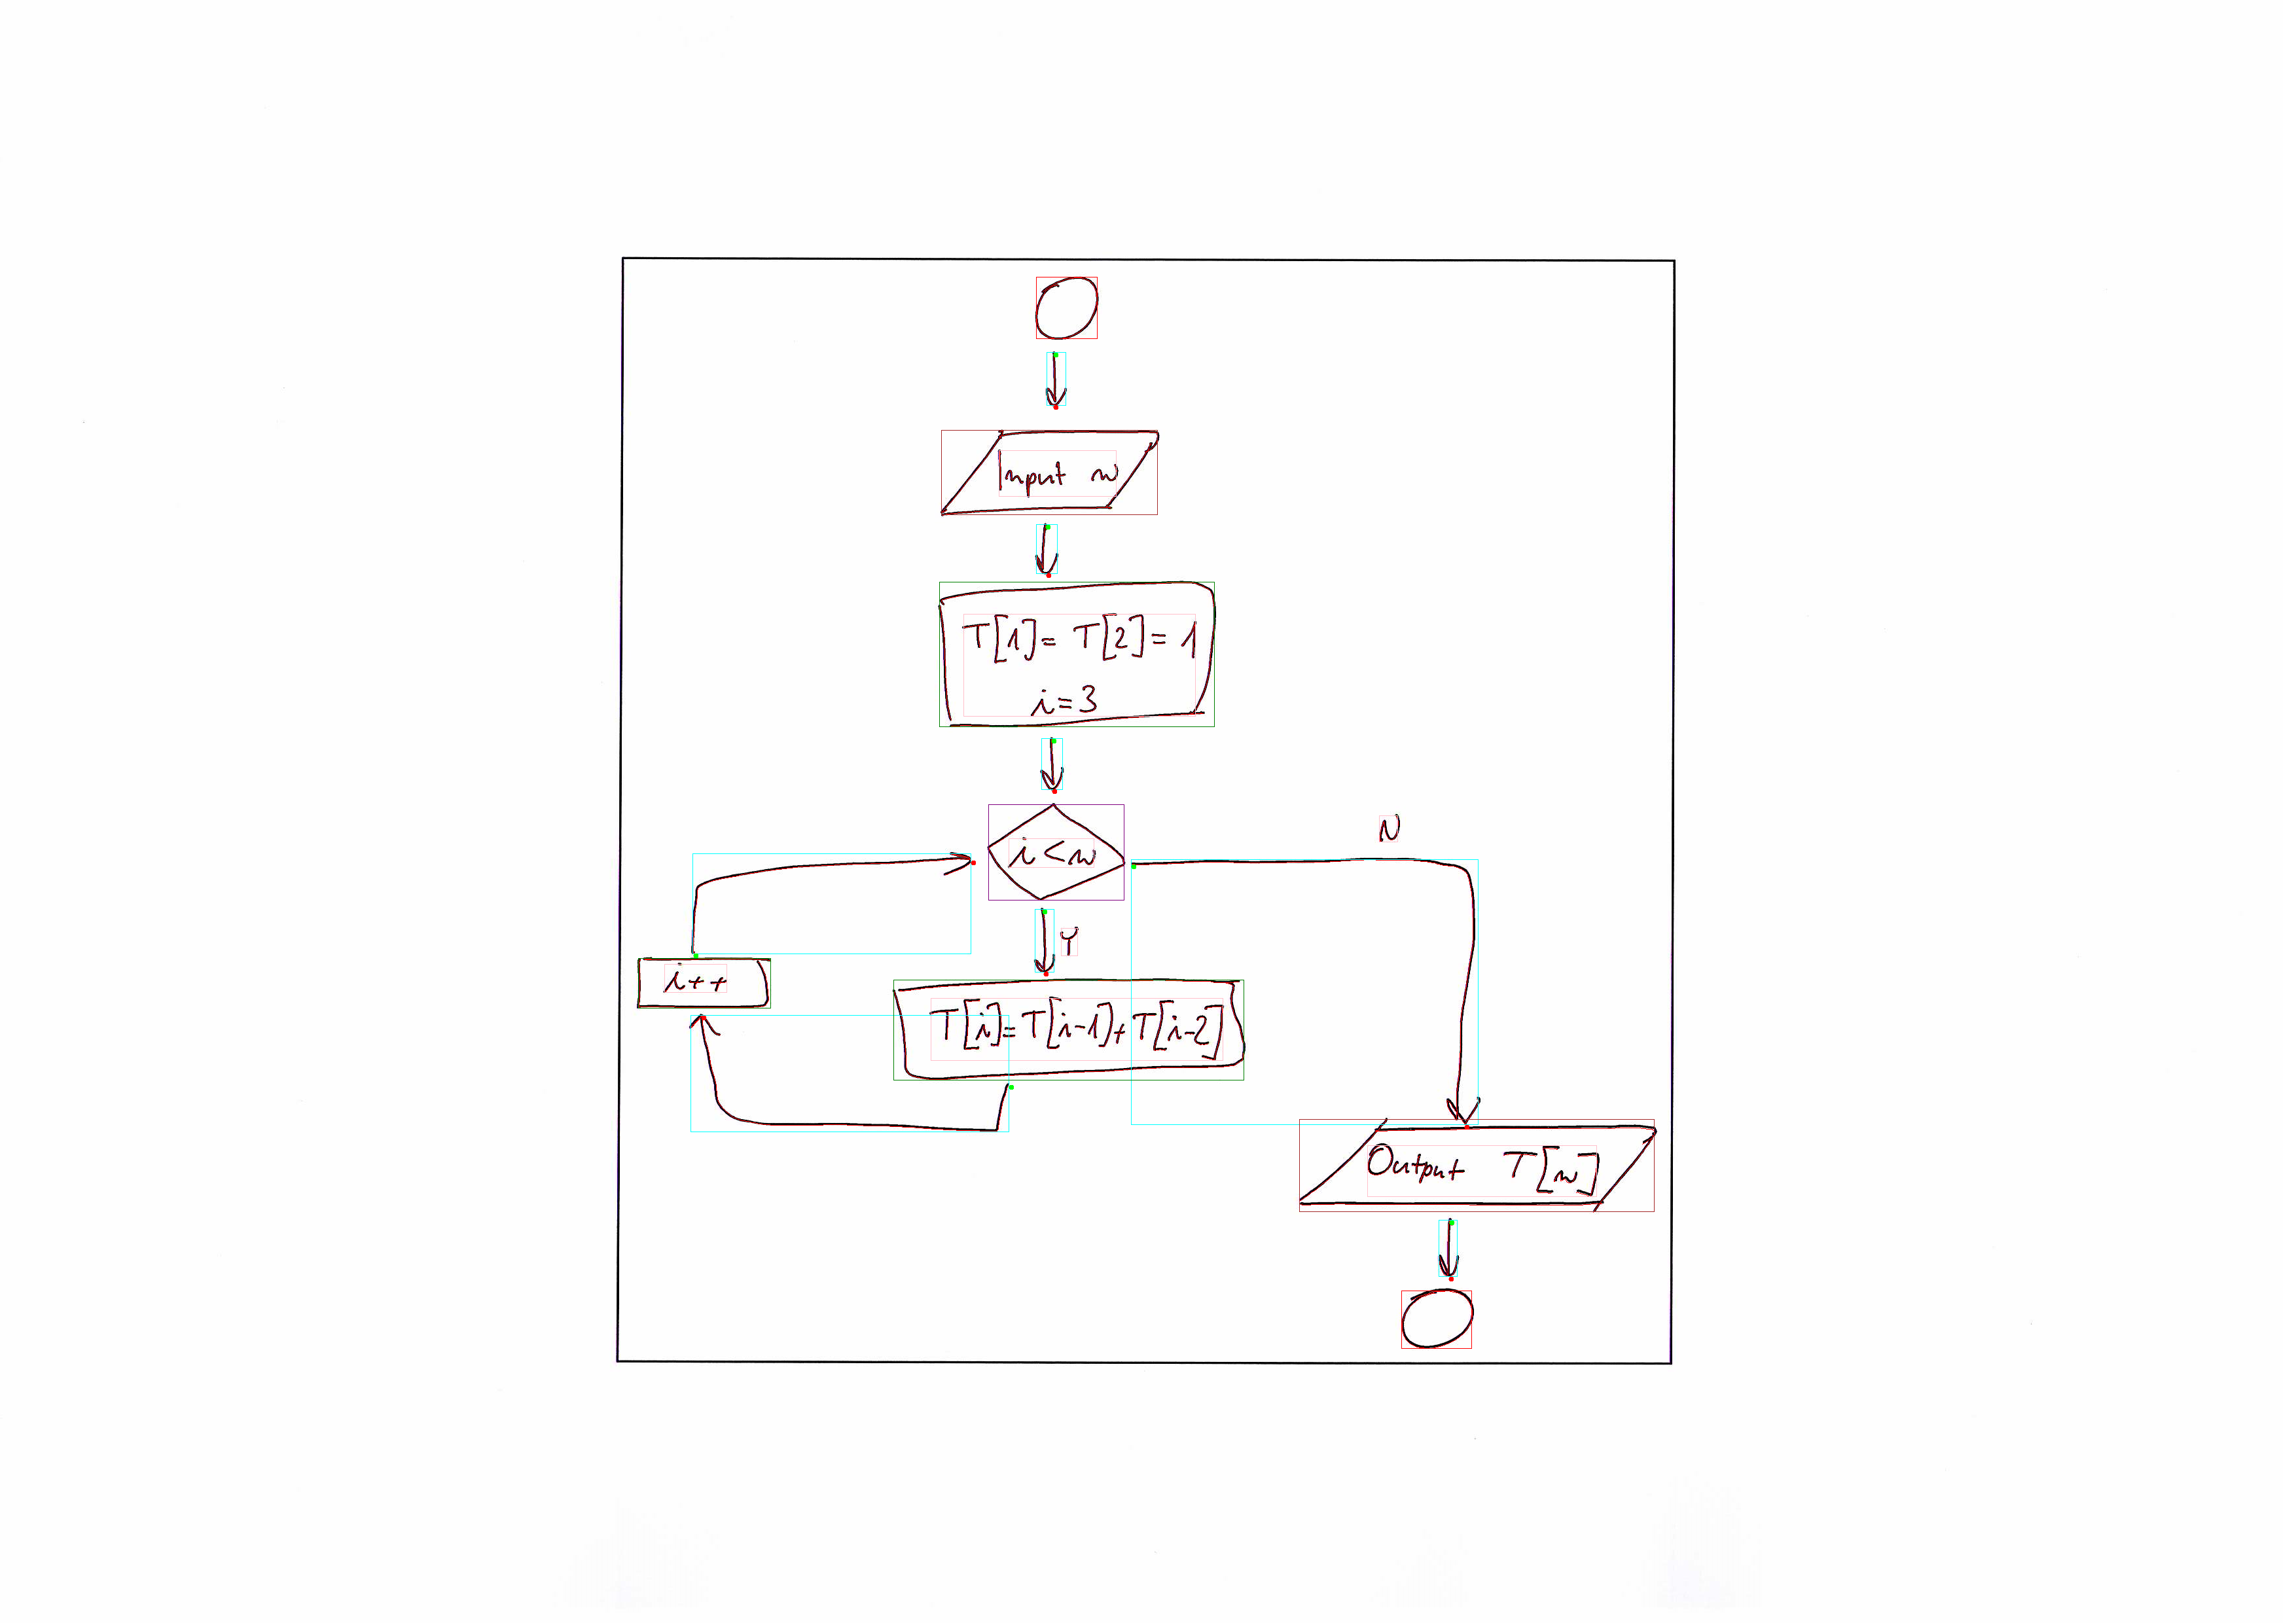 Input n
T[1]= T[2]= 1
i=3
i<n
N
Y
i++
T[i]=T[i-1]+T[i-2]
Output T[n]